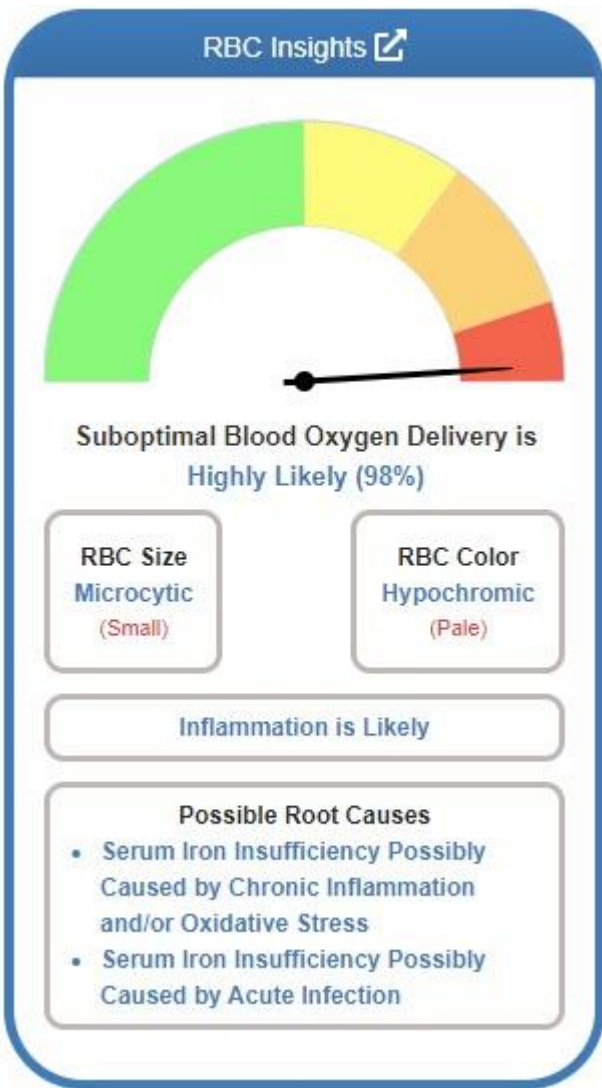 RBC Insights
Suboptimal Blood Oxygen Delivery is
Highly Likely (98%)
RBC Size
Microcytic
(Small)
RBC Color
Hypochromic
(Pale)
Inflammation is Likely
Possible Root Causes
• Serum Iron Insufficiency Possibly
Caused by Chronic Inflammation
and/or Oxidative Stress
• Serum Iron Insufficiency Possibly
Caused by Acute Infection